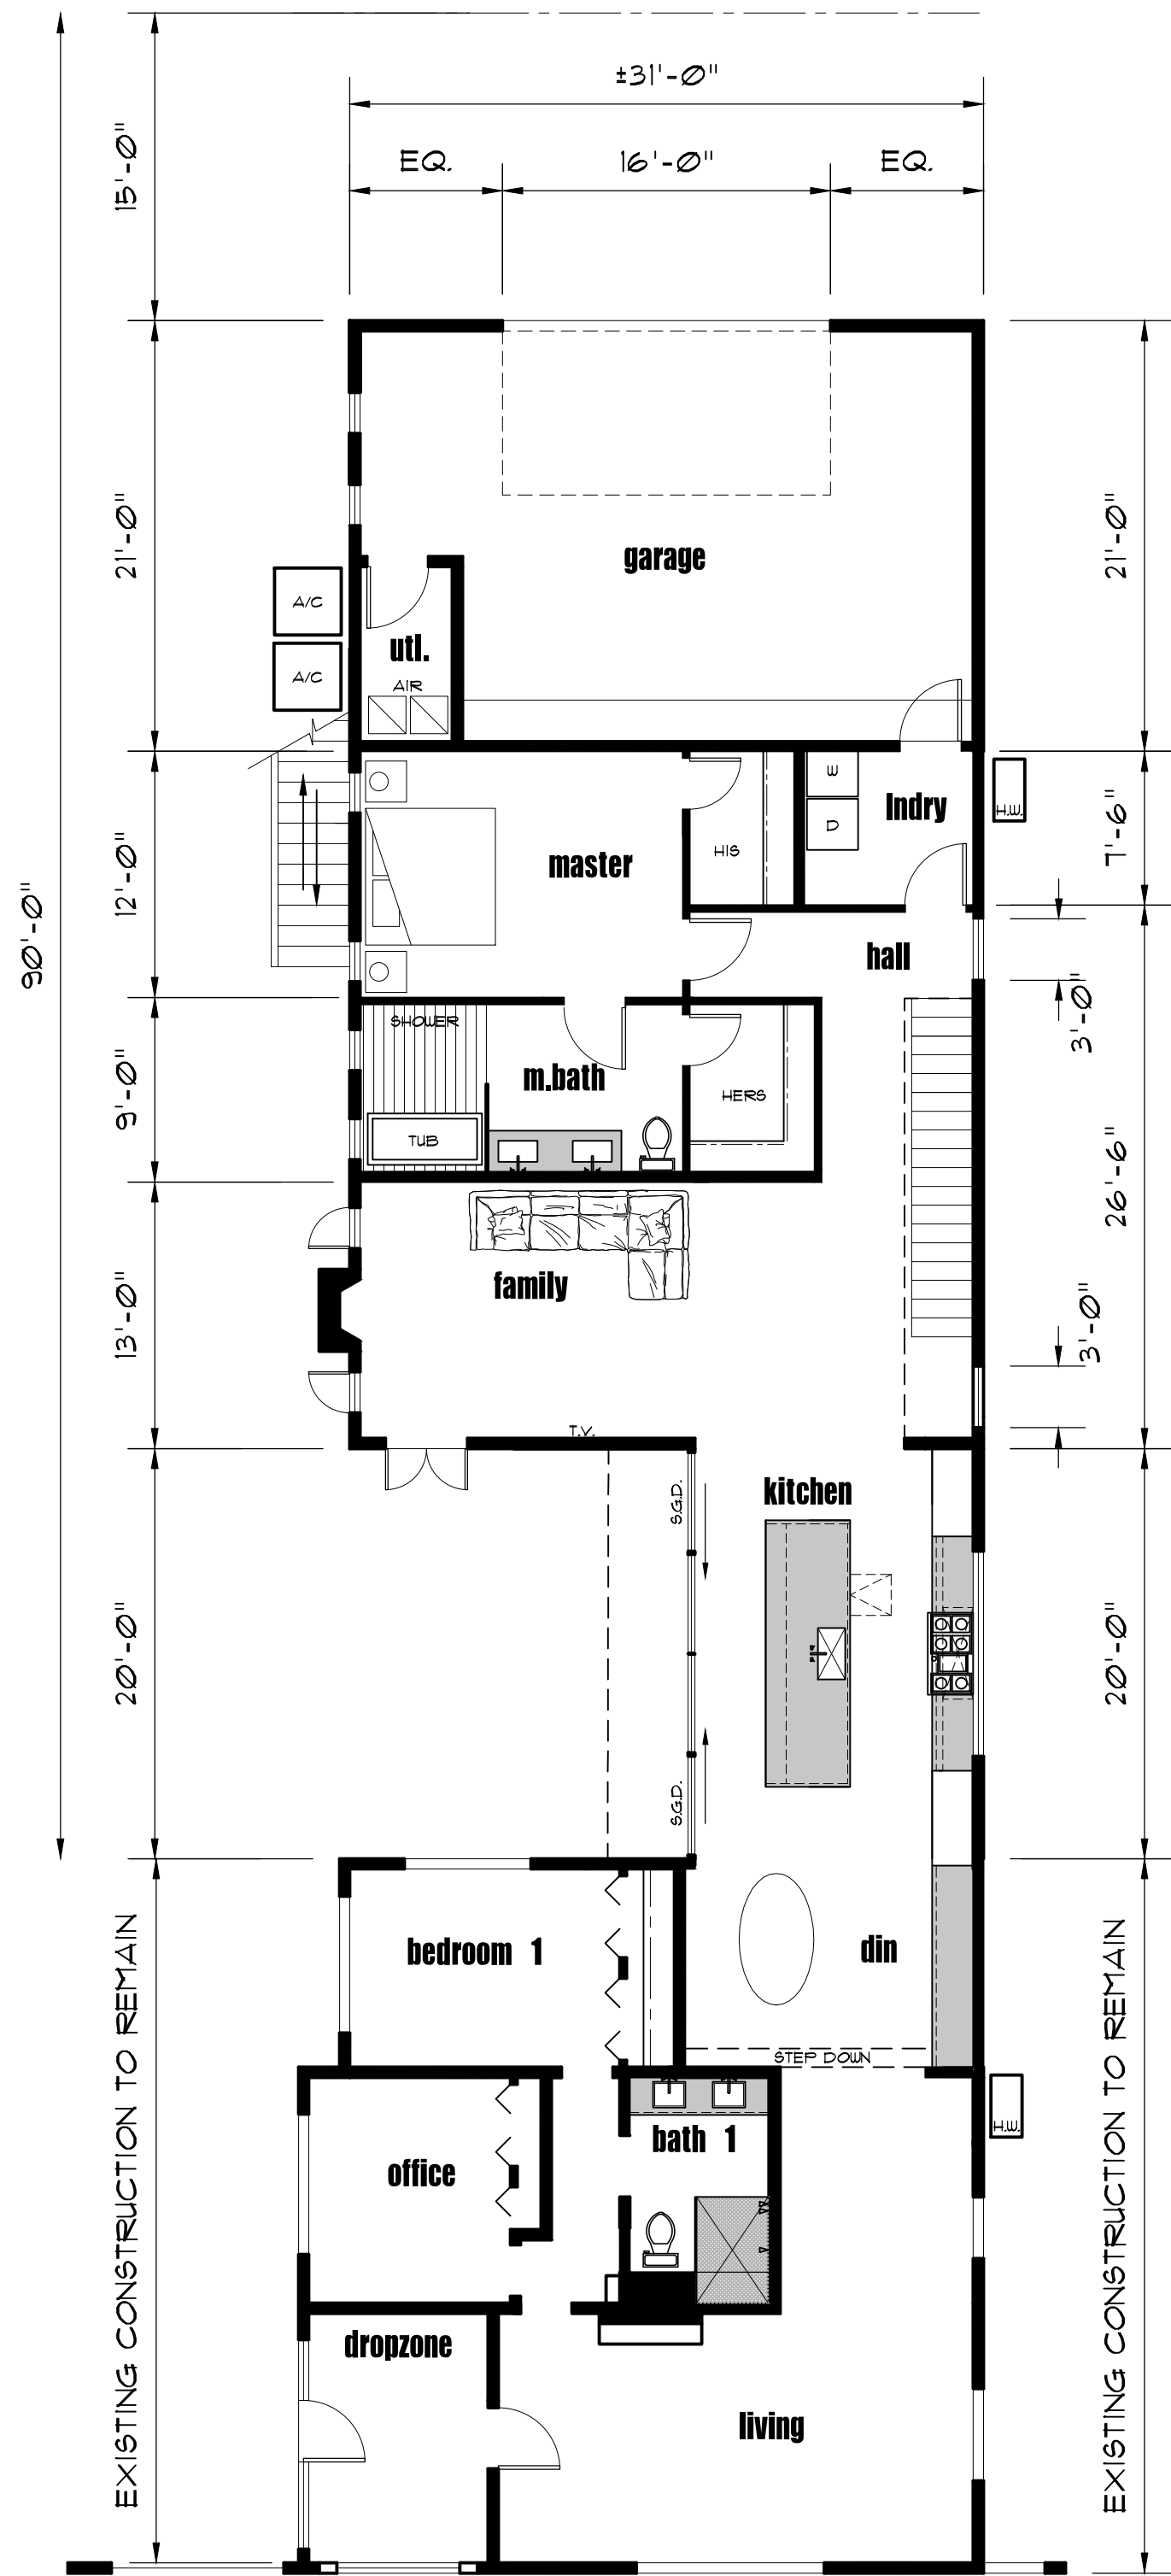 ±31'-0"
EQ. 16'-0" EQ.
15'-0"
90'-0"
21'-0"
21'-0"
garage
A/C
A/C
utl.
AIR
12'-0"
7'-6"
W
D
lndry
H.W.
master
HIS
hall
3'-0"
9'-0"
SHOWER
m.bath
TUB
HERS
26'-6"
13'-0"
family
3'-0"
T.V.
20'-0"
S.G.D.
kitchen
20'-0"
S.G.D.
EXISTING CONSTRUCTION TO REMAIN
bedroom 1
din
STEP DOWN
EXISTING CONSTRUCTION TO REMAIN
H.W.
bath 1
office
dropzone
living